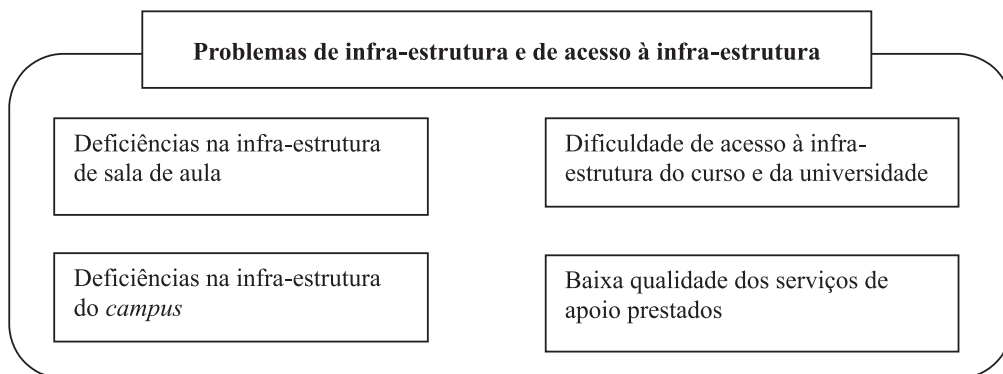 Problemas de infra-estrutura e de acesso à infra-estrutura
Deficiências na infra-estrutura
de sala de aula
Dificuldade de acesso à infra-
estrutura do curso e da universidade
Deficiências na infra-estrutura
do campus
Baixa qualidade dos serviços de
apoio prestados